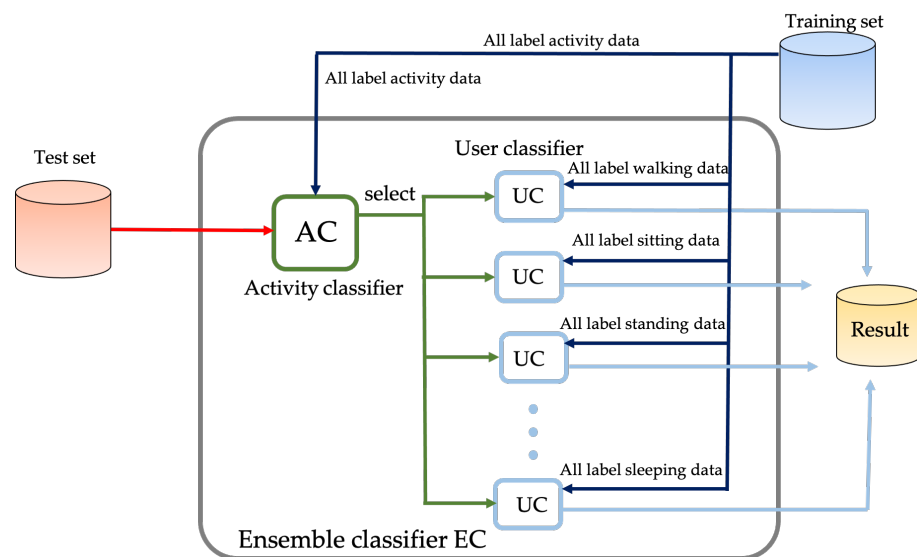 Training set
All label activity data
All label activity data
Test set
User classifier
All label walking data
select
UC
AC
All label sitting data
Activity classifier
UC
All label standing data
Result
UC
All label sleeping data
UC
Ensemble classifier EC